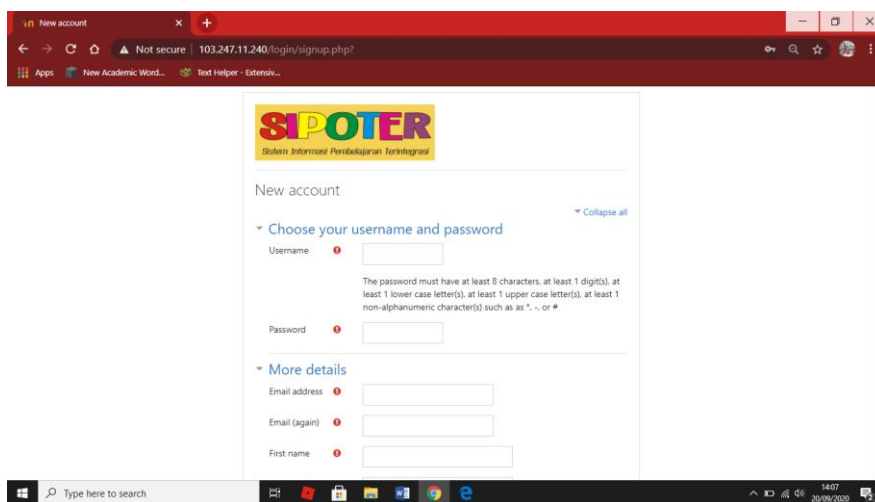 New account
Not secure | 103.247.11.240/login/signup.php?
Apps New Academic Word... Text Helper - Extensiv...
SIPOTER
Sistem Informasi Pembelajaran Terintegrasi
New account
Collapse all
Choose your username and password
Username
The password must have at least 8 characters, at least 1 digit(s), at
least 1 lower case letter(s), at least 1 upper case letter(s), at least 1
non-alphanumeric character(s) such as as *, -, or #
Password
More details
Email address
Email (again)
First name
Type here to search
14:07
20/09/2020